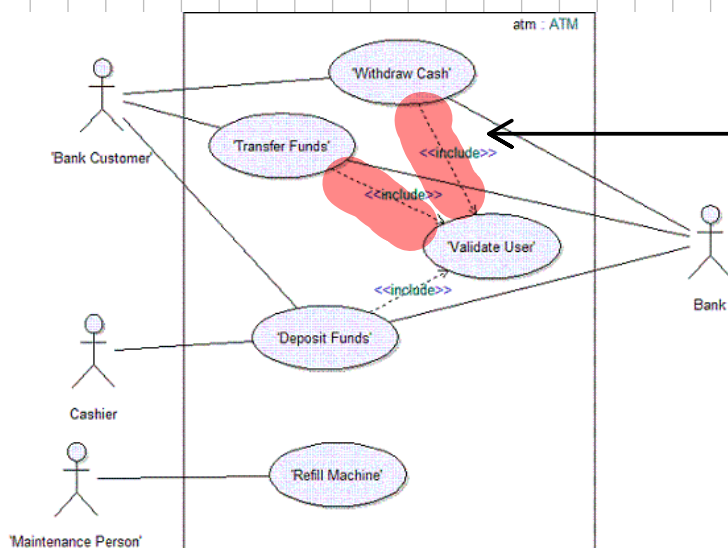 atm : ATM
'Withdraw Cash'
'Transfer Funds'
<<include>>
'Bank Customer'
<<include>>
'Validate User'
<<include>>
Bank
'Deposit Funds'
Cashier
'Refill Machine'
'Maintenance Person'